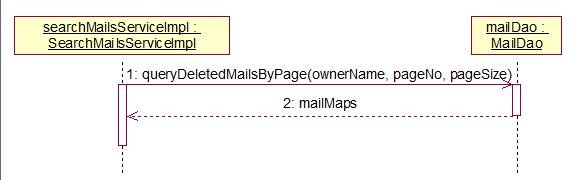 searchMailsServiceImpl :
SearchMailsServiceImpl
mailDao :
MailDao
1: queryDeletedMailsByPage(ownerName, pageNo, pageSize)
2: mailMaps